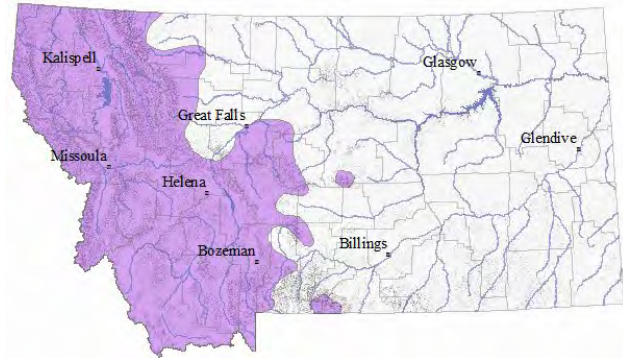 Kalispell
Glasgow
Great Falls
Glendive
Missoula
Helena
Bozeman
Billings